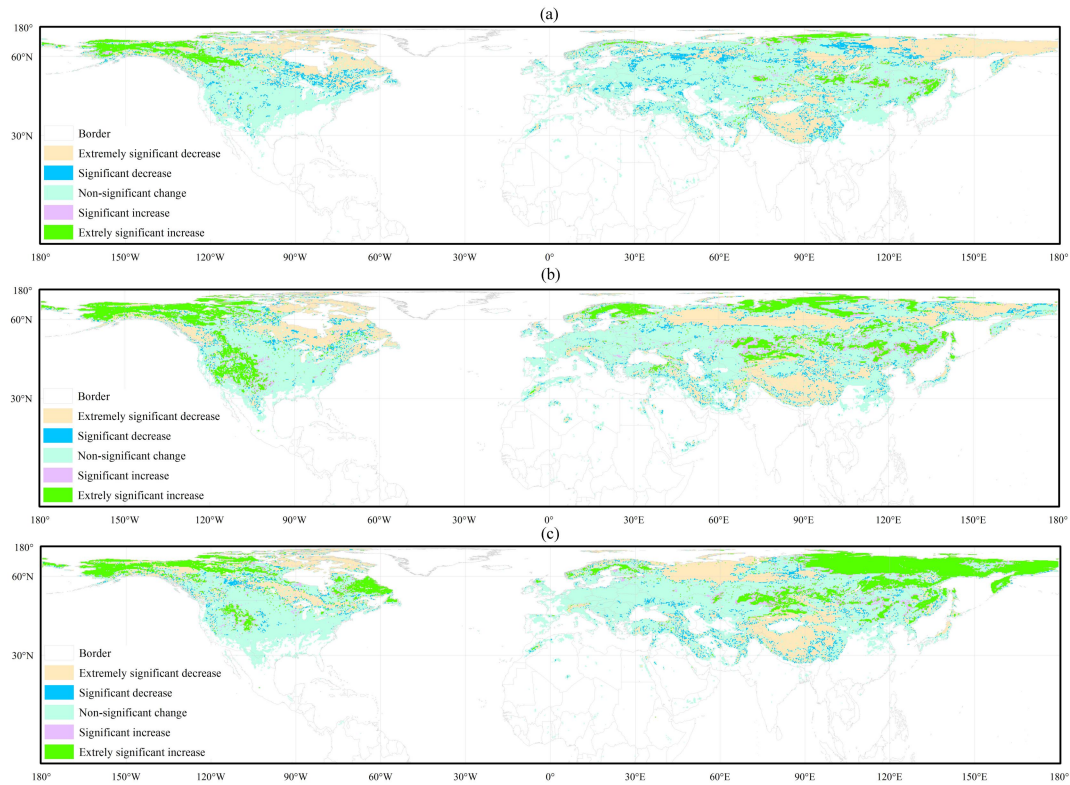 (a)
180°
60°N
30°N
Border
Extremely significant decrease
Significant decrease
Non-significant change
Significant increase
Extrely significant increase
180° 150°W 120°W 90°W 60°W 30°W 0° 30°E 60°E 90°E 120°E 150°E 180°
(b)
180°
60°N
30°N
Border
Extremely significant decrease
Significant decrease
Non-significant change
Significant increase
Extrely significant increase
180° 150°W 120°W 90°W 60°W 30°W 0° 30°E 60°E 90°E 120°E 150°E 180°
(c)
180°
60°N
30°N
Border
Extremely significant decrease
Significant decrease
Non-significant change
Significant increase
Extrely significant increase
180° 150°W 120°W 90°W 60°W 30°W 0° 30°E 60°E 90°E 120°E 150°E 180°